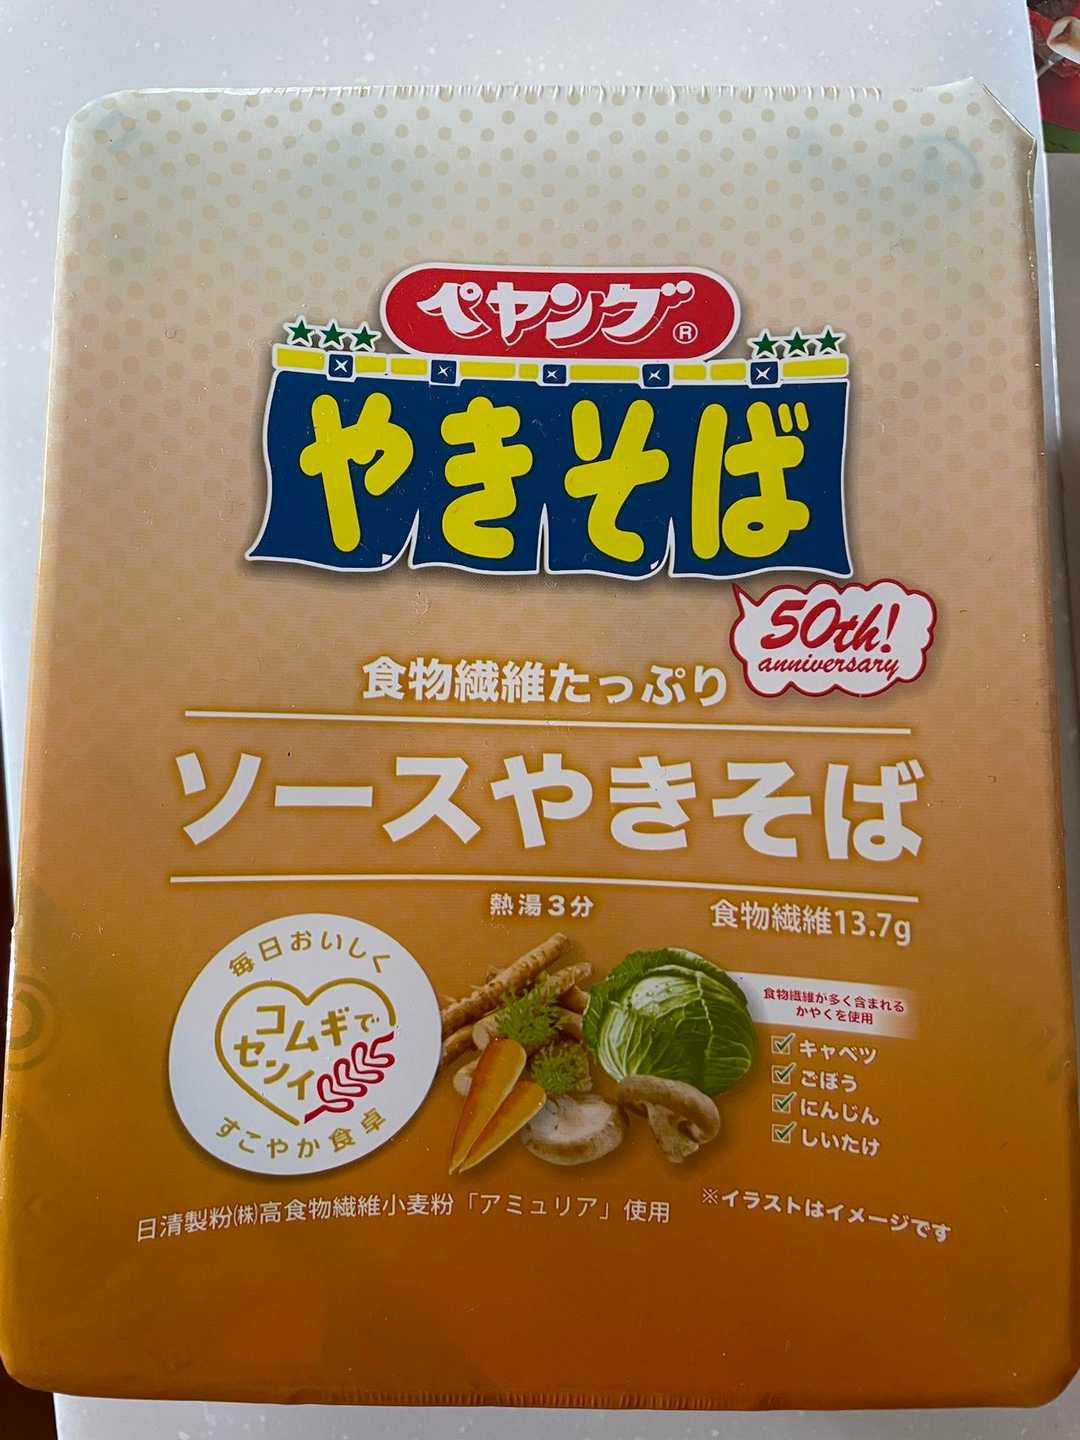 ペヤング®
やきそば
50th!
anniversary
食物繊維たっぷり
ソースやきそば
熱湯3分
食物繊維13.7g
毎日おいしく
コムギで
センイ
すこやか食卓
食物繊維が多く含まれる
かやくを使用
キャベツ
ごぼう
にんじん
しいたけ
日清製粉㈱高食物繊維小麦粉「アミュリア」使用
※イラストはイメージです